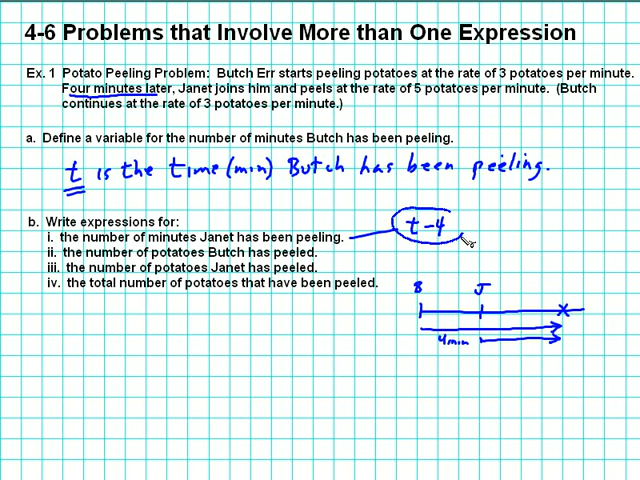 4-6 Problems that Involve More than One Expression
Ex. 1 Potato Peeling Problem: Butch Err starts peeling potatoes at the rate of 3 potatoes per minute.
Four minutes later, Janet joins him and peels at the rate of 5 potatoes per minute. (Butch
continues at the rate of 3 potatoes per minute.)
a. Define a variable for the number of minutes Butch has been peeling.
t is the time (min) Butch has been peeling.
b. Write expressions for:
i. the number of minutes Janet has been peeling.
t-4
ii. the number of potatoes Butch has peeled.
iii. the number of potatoes Janet has peeled.
iv. the total number of potatoes that have been peeled.
B J
x
4min